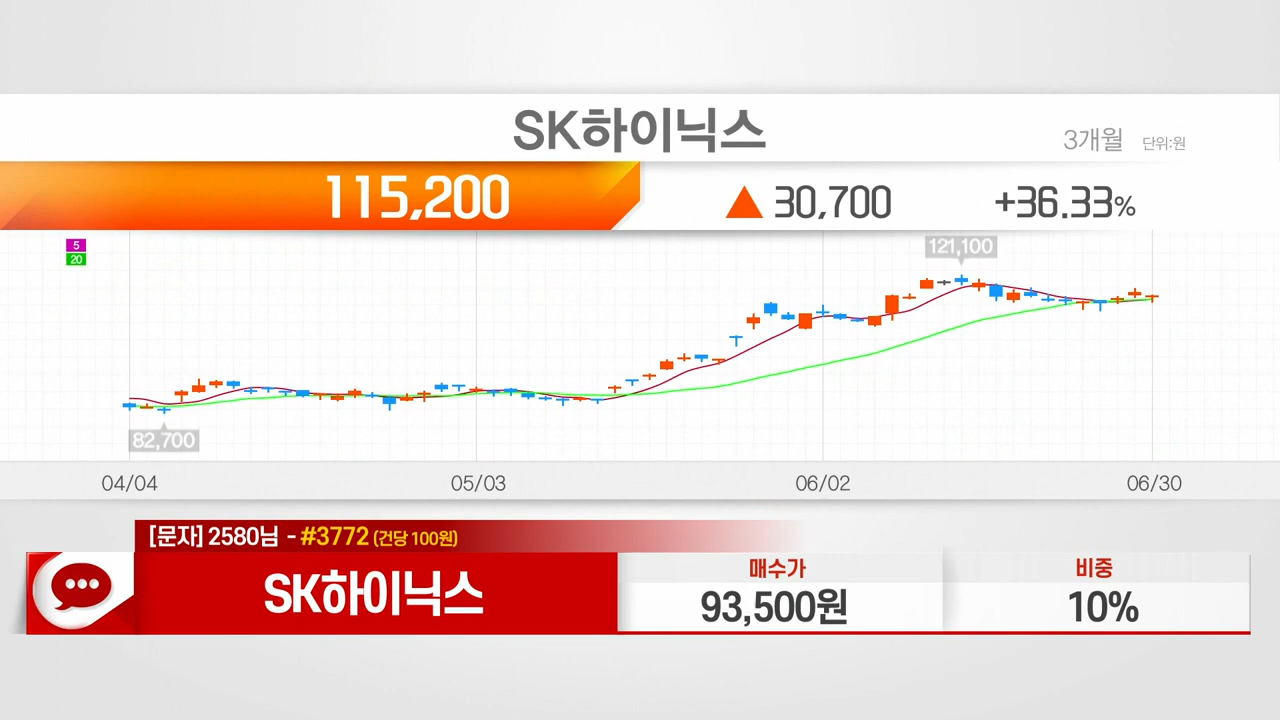 SK하이닉스
3개월 단위:원
115,200 ▲ 30,700 +36.33%
5
20
121,100
82,700
04/04 05/03 06/02 06/30
[문자] 2580님 - #3772 (건당 100원)
SK하이닉스
매수가 비중
93,500원 10%